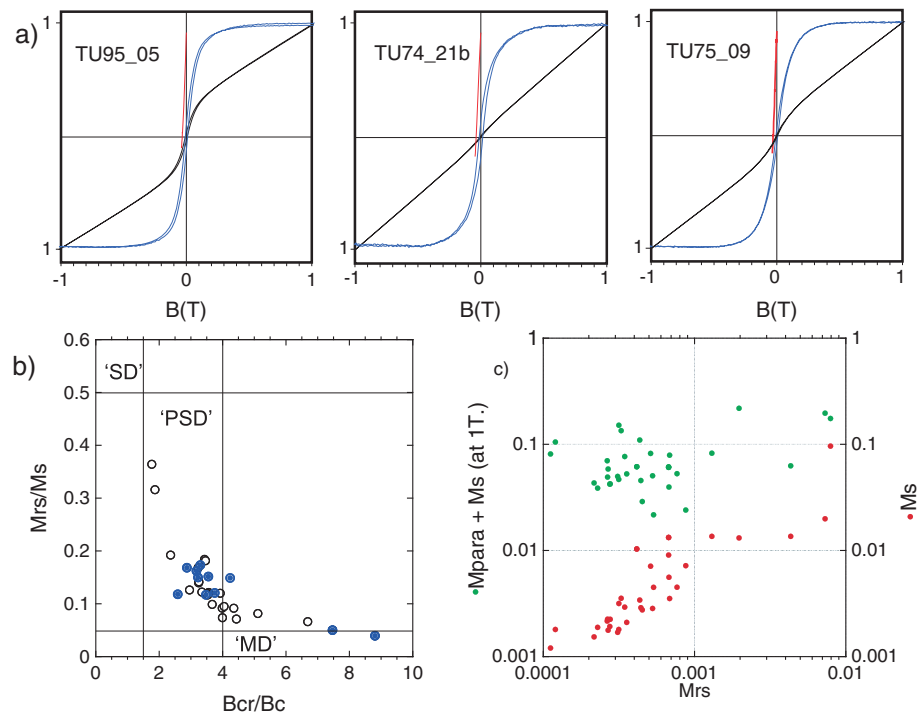 a)
TU95_05
TU74_21b
TU75_09
1
1
1
1
1
1
-1 0 1
-1 0 1
-1 0 1
B(T)
B(T)
B(T)
b)
0.6
0.5
0.4
0.3
0.2
0.1
0
'SD'
'PSD'
'MD'
Mrs/Ms
0 2 4 6 8 10
Bcr/Bc
c)
1
0.1
0.01
0.001
1
0.1
0.01
0.001
Mpara + Ms (at 1T.)
Ms
0.0001 0.001 0.01
Mrs